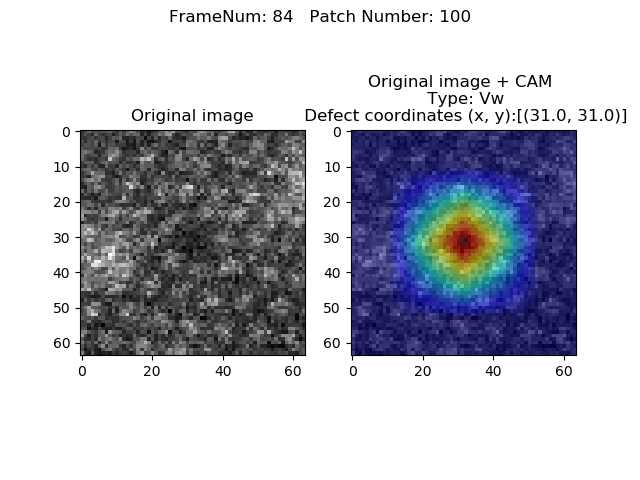 FrameNum: 84   Patch Number: 100
Original image
0
10
20
30
40
50
60
0 20 40 60
Original image + CAM
Type: Vw
Defect coordinates (x, y):[(31.0, 31.0)]
0
10
20
30
40
50
60
0 20 40 60